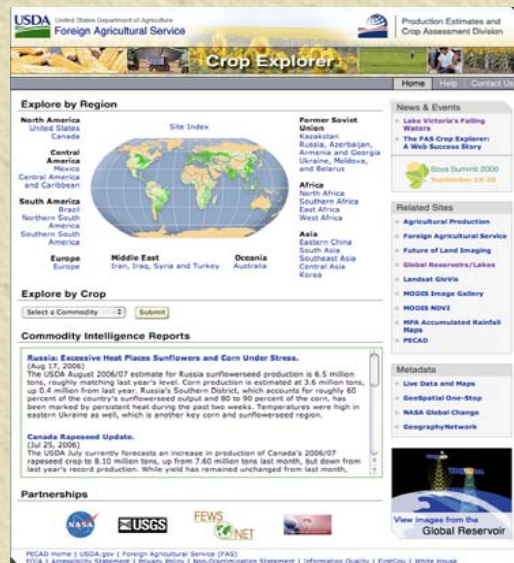 USDA United States Department of Agriculture
Foreign Agricultural Service
Production Estimates and
Crop Assessment Division
Crop Explorer
Home Help Contact Us
Explore by Region
North America
United States
Canada
Central
America
Mexico
Central America
and Caribbean
South America
Brazil
Northern South
America
Southern South
America
Europe
Europe
Site Index
Middle East
Iran, Iraq, Syria and Turkey
Oceania
Australia
Former Soviet
Union
Kazakstan
Russia, Azerbaijan,
Armenia and Georgia
Ukraine, Moldova,
and Belarus
Africa
North Africa
Southern Africa
East Africa
West Africa
Asia
Eastern China
South Asia
Southeast Asia
Central Asia
Korea
Explore by Crop
Select a Commodity Submit
Commodity Intelligence Reports
Russia: Excessive Heat Places Sunflowers and Corn Under Stress.
(Aug 17, 2006)
The USDA August 2006/07 estimate for Russia sunflowerseed production is 6.5 million
tons, roughly matching last year's level. Corn production is estimated at 3.6 million tons,
up 0.4 million from last year. Russia's Southern District, which accounts for roughly 60
percent of the country's sunflowerseed output and 80 to 90 percent of the corn, has
been marked by persistent heat during the past two weeks. Temperatures were high in
eastern Ukraine as well, which is another key corn and sunflowerseed region.
Canada Rapeseed Update.
(Jul 25, 2006)
The USDA July currently forecasts an increase in production of Canada's 2006/07
rapeseed crop to 8.10 million tons, up from 7.60 million tons last month, but down from
last year's record production. While yield has remained unchanged from last month,
Partnerships
NASA
USGS
FEWS
NET
News & Events
Lake Victoria's Falling
Waters
The FAS Crop Explorer:
A Web Success Story
Soya Summit 2006
September 18-20
Related Sites
Agricultural Production
Foreign Agricultural Service
Future of Land Imaging
Global Reservoirs/Lakes
Landsat GloVis
MODIS Image Gallery
MODIS NDVI
MPA Accumulated Rainfall
Maps
PECAD
Metadata
Live Data and Maps
GeoSpatial One-Stop
NASA Global Change
GeographyNetwork
View images from the
Global Reservoir
PECAD Home | USDA.gov | Foreign Agricultural Service (FAS)
FOIA | Accessibility Statement | Privacy Policy | Non-Discrimination Statement | Information Quality | FirstGov | White House